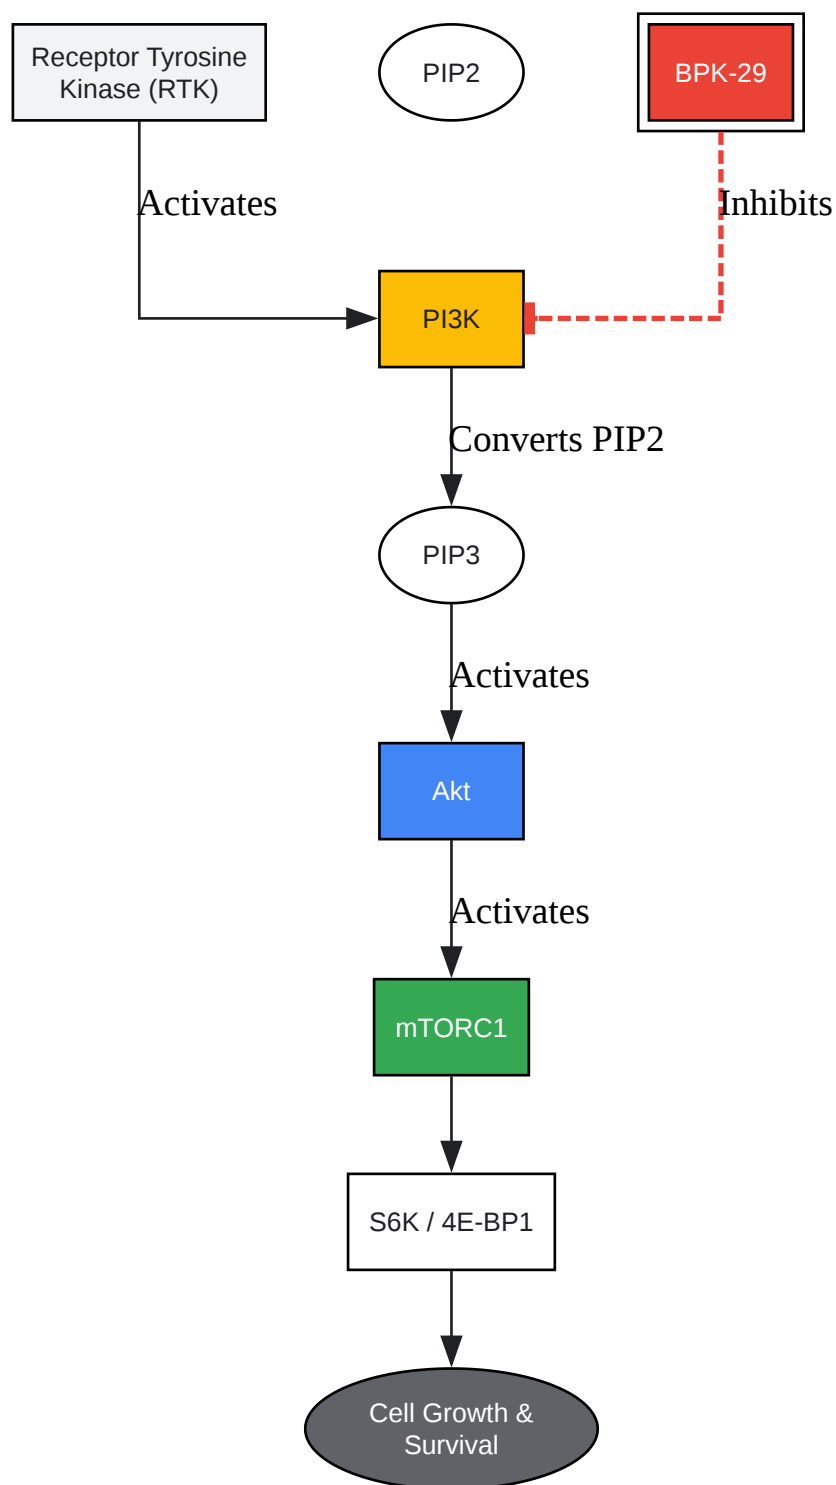 Receptor Tyrosine
Kinase (RTK)
PIP2
BPK-29
Activates
Inhibits
PI3K
Converts PIP2
PIP3
Activates
Akt
Activates
mTORC1
S6K / 4E-BP1
Cell Growth &
Survival